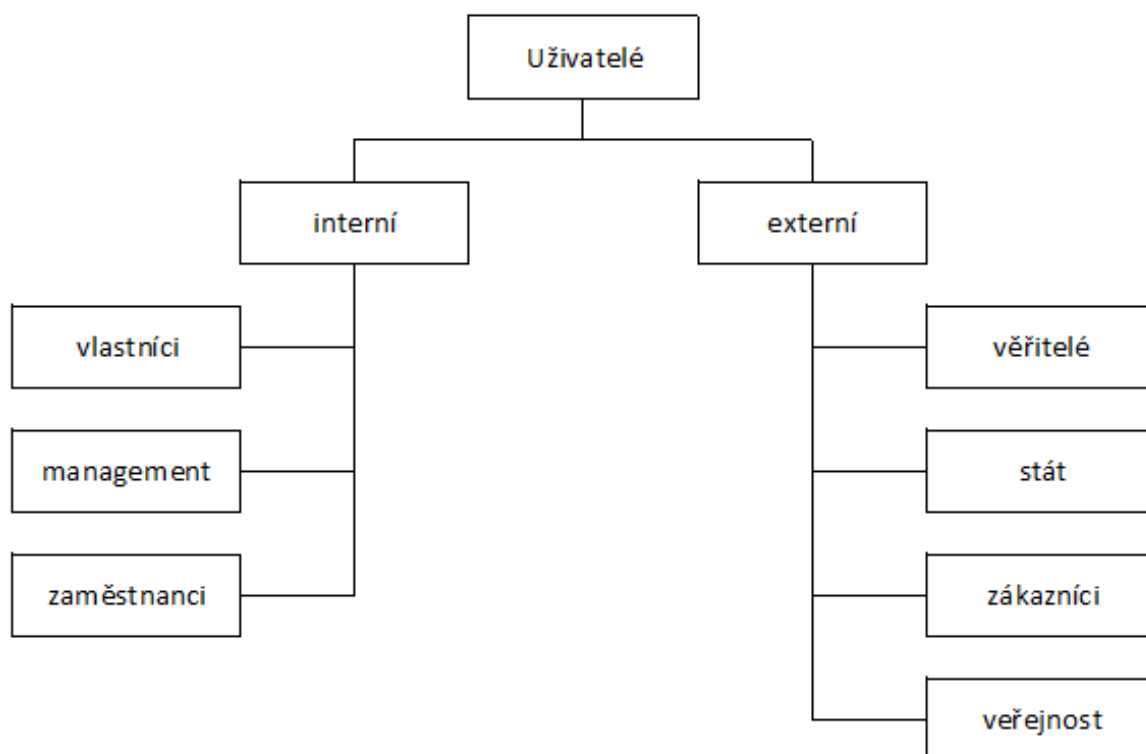 Uživatelé
interní
externí
vlastníci
věřitelé
management
stát
zaměstnanci
zákazníci
veřejnost